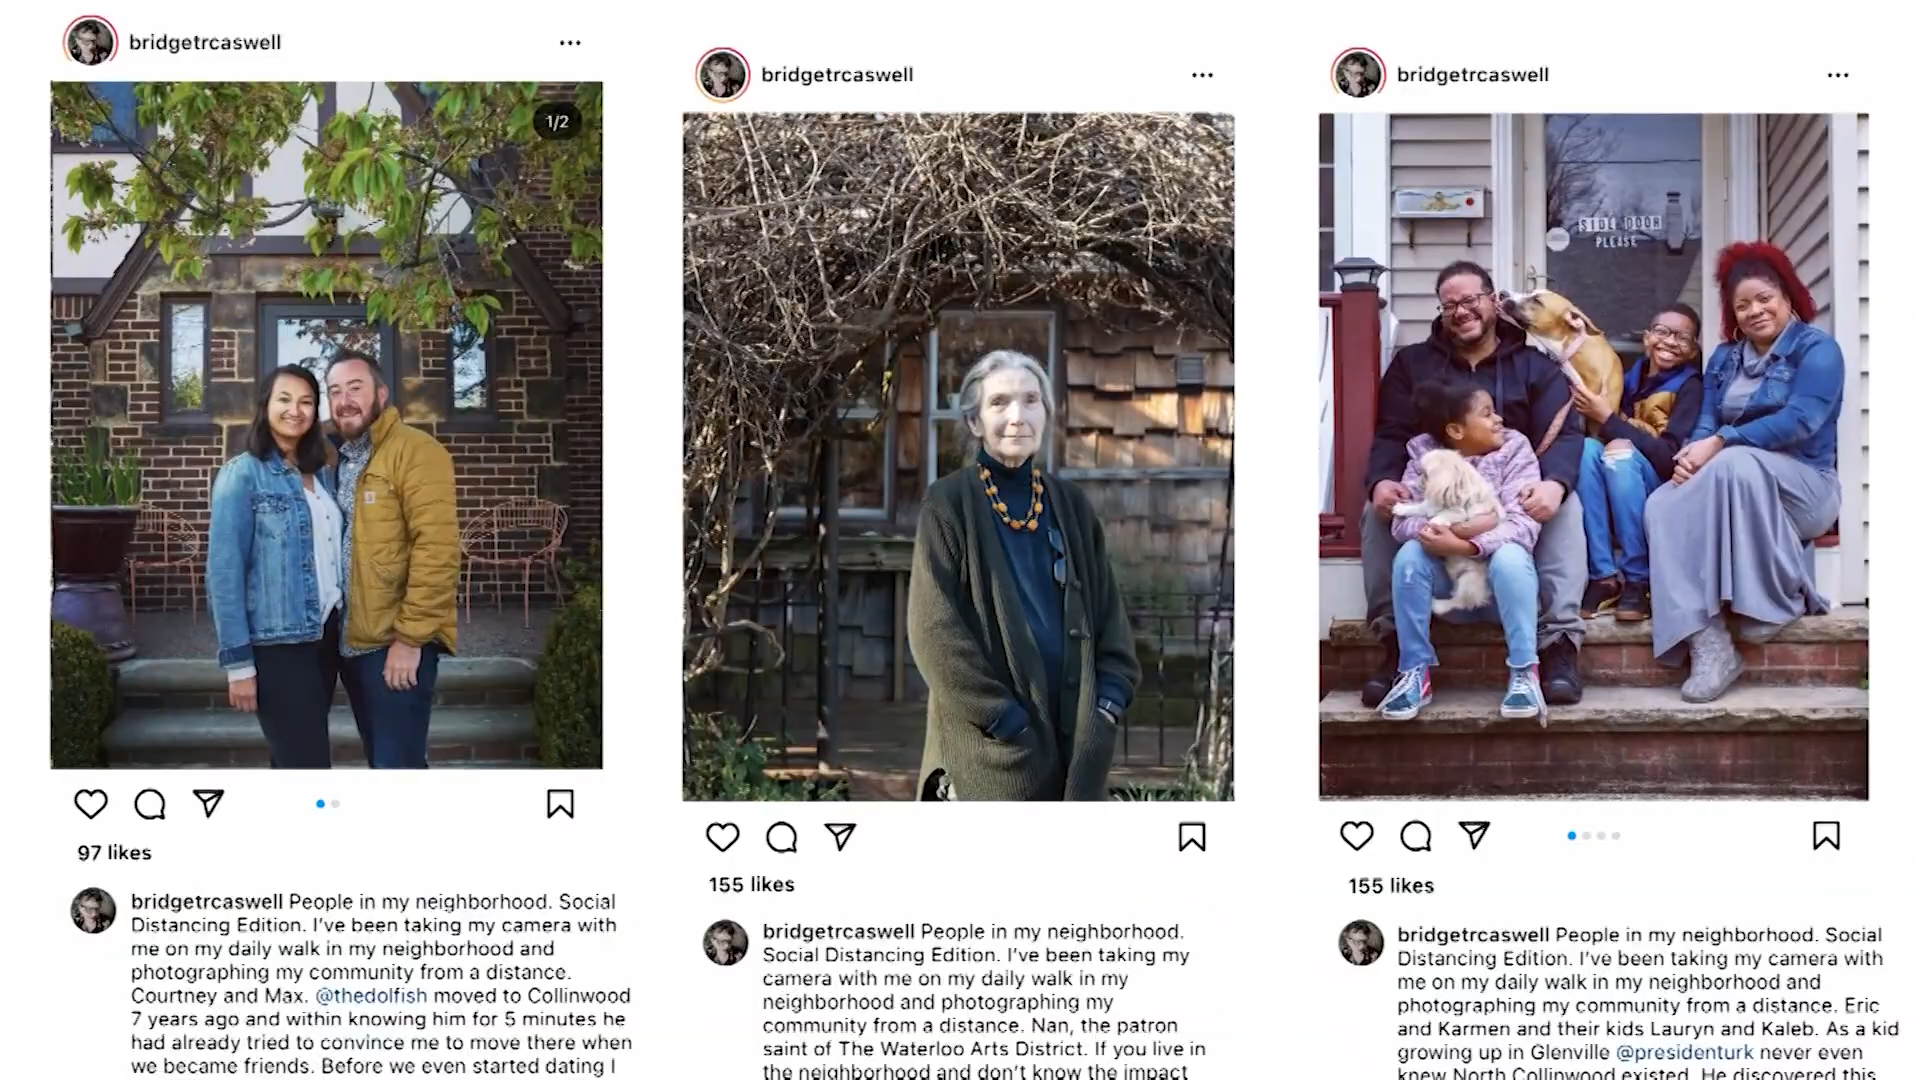 bridgetrcaswell
1/2
97 likes
bridgetrcaswell People in my neighborhood. Social
Distancing Edition. I've been taking my camera with
me on my daily walk in my neighborhood and
photographing my community from a distance.
Courtney and Max. @thedolfish moved to Collinwood
7 years ago and within knowing him for 5 minutes he
had already tried to convince me to move there when
we became friends. Before we even started dating I
bridgetrcaswell
155 likes
bridgetrcaswell People in my neighborhood.
Social Distancing Edition. I've been taking my
camera with me on my daily walk in my
neighborhood and photographing my
community from a distance. Nan, the patron
saint of The Waterloo Arts District. If you live in
the neighborhood and don't know the impact
bridgetrcaswell
SIDE DOOR
PLEASE
155 likes
bridgetrcaswell People in my neighborhood. Social
Distancing Edition. I've been taking my camera with
me on my daily walk in my neighborhood and
photographing my community from a distance. Eric
and Karmen and their kids Lauryn and Kaleb. As a kid
growing up in Glenville @presidenturk never even
knew North Collinwood existed. He discovered this